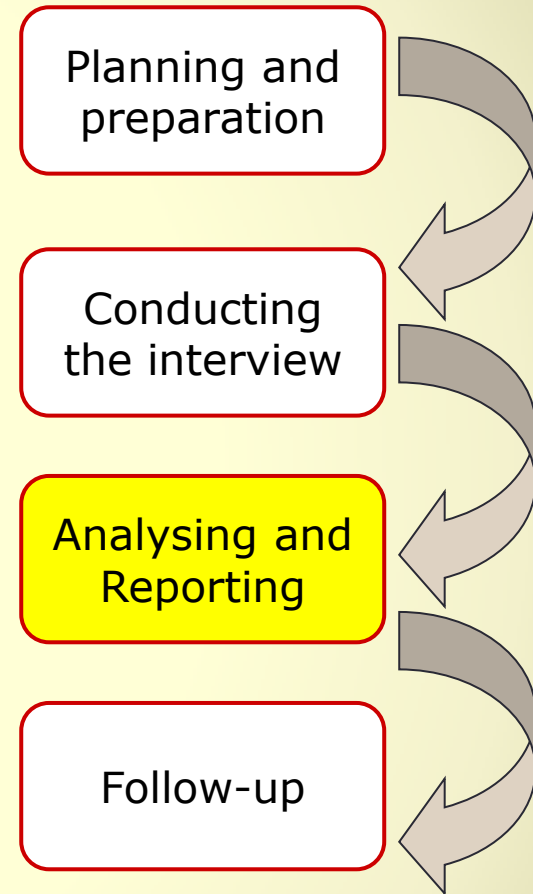 Planning and
preparation
Conducting
the interview
Analysing and
Reporting
Follow-up